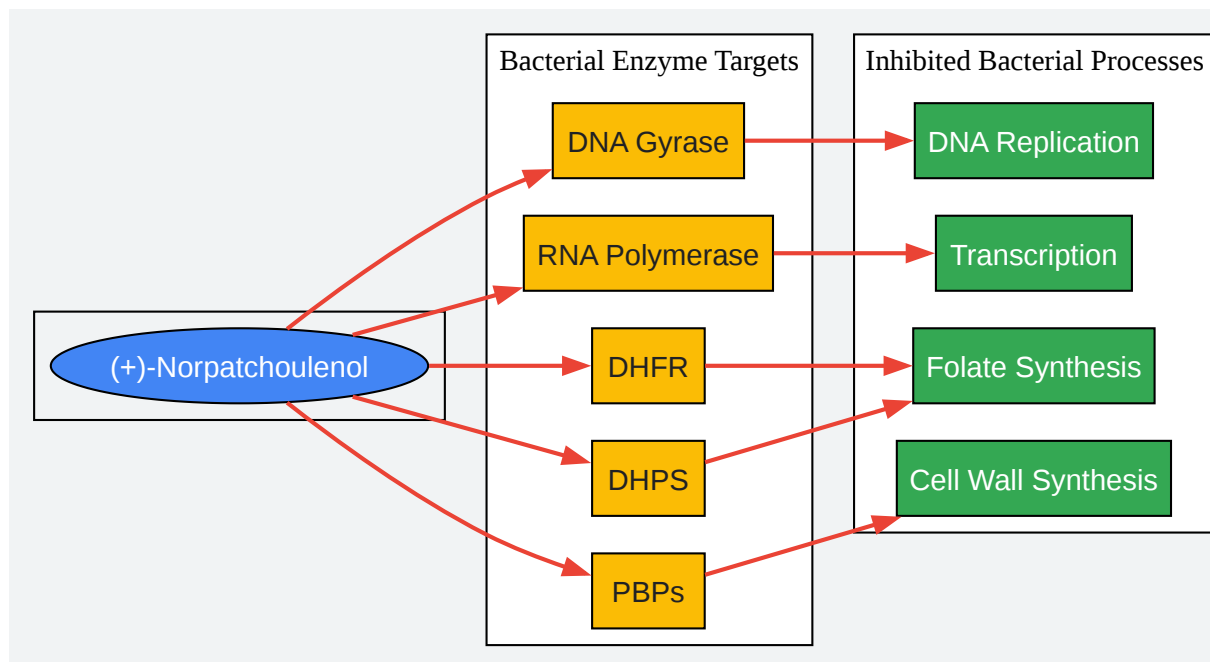 (+)-Norpatchoulenol
Bacterial Enzyme Targets
DNA Gyrase
RNA Polymerase
DHFR
DHPS
PBPs
Inhibited Bacterial Processes
DNA Replication
Transcription
Folate Synthesis
Cell Wall Synthesis